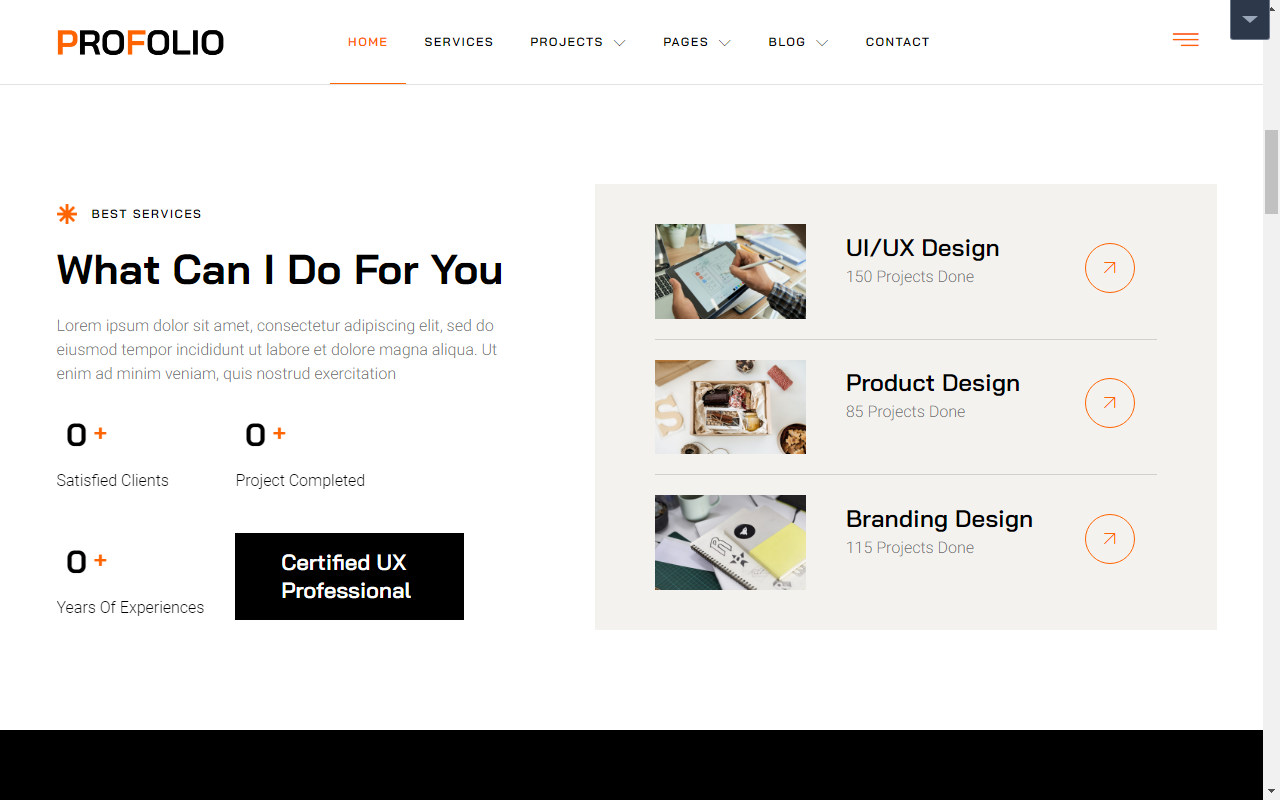 PROFOLIO
HOME
SERVICES
PROJECTS
PAGES
BLOG
CONTACT
BEST SERVICES
What Can I Do For You
Lorem ipsum dolor sit amet, consectetur adipiscing elit, sed do
eiusmod tempor incididunt ut labore et dolore magna aliqua. Ut
enim ad minim veniam, quis nostrud exercitation
0 +
Satisfied Clients
0 +
Project Completed
0 +
Years Of Experiences
Certified UX
Professional
UI/UX Design
150 Projects Done
Product Design
85 Projects Done
Branding Design
115 Projects Done